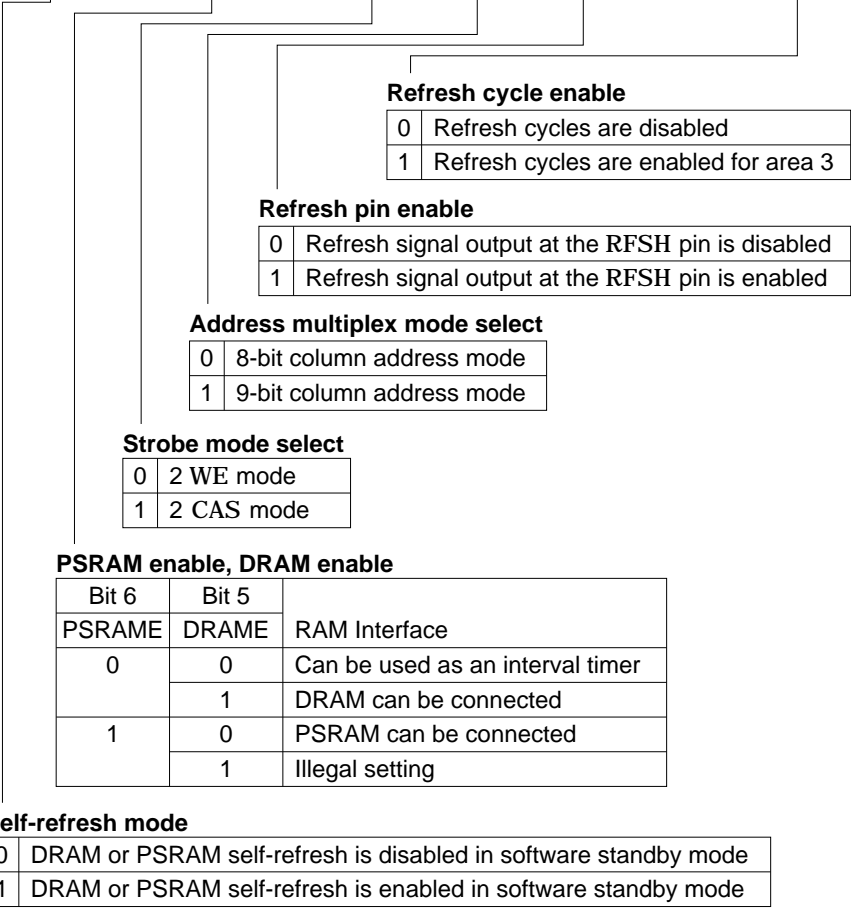 Refresh cycle enable
0 Refresh cycles are disabled
1 Refresh cycles are enabled for area 3
Refresh pin enable
0 Refresh signal output at the RFSH pin is disabled
1 Refresh signal output at the RFSH pin is enabled
Address multiplex mode select
0 8-bit column address mode
1 9-bit column address mode
Strobe mode select
0 2 WE mode
1 2 CAS mode
PSRAM enable, DRAM enable
Bit 6 Bit 5
PSRAME DRAME RAM Interface
0 0 Can be used as an interval timer
1 DRAM can be connected
1 0 PSRAM can be connected
1 Illegal setting
elf-refresh mode
0 DRAM or PSRAM self-refresh is disabled in software standby mode
1 DRAM or PSRAM self-refresh is enabled in software standby mode